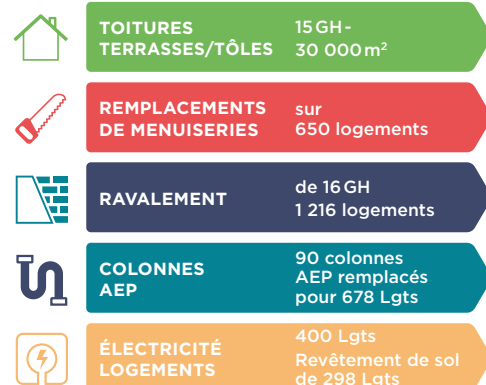 TOITURES
TERRASSES/TÔLES
15 GH -
30 000 m²
REMPLACEMENTS
DE MENUISERIES
sur
650 logements
RAVALEMENT
de 16 GH
1 216 logements
COLONNES
AEP
90 colonnes
AEP remplacés
pour 678 Lgts
ÉLECTRICITÉ
LOGEMENTS
400 Lgts
Revêtement de sol
de 298 Lgts